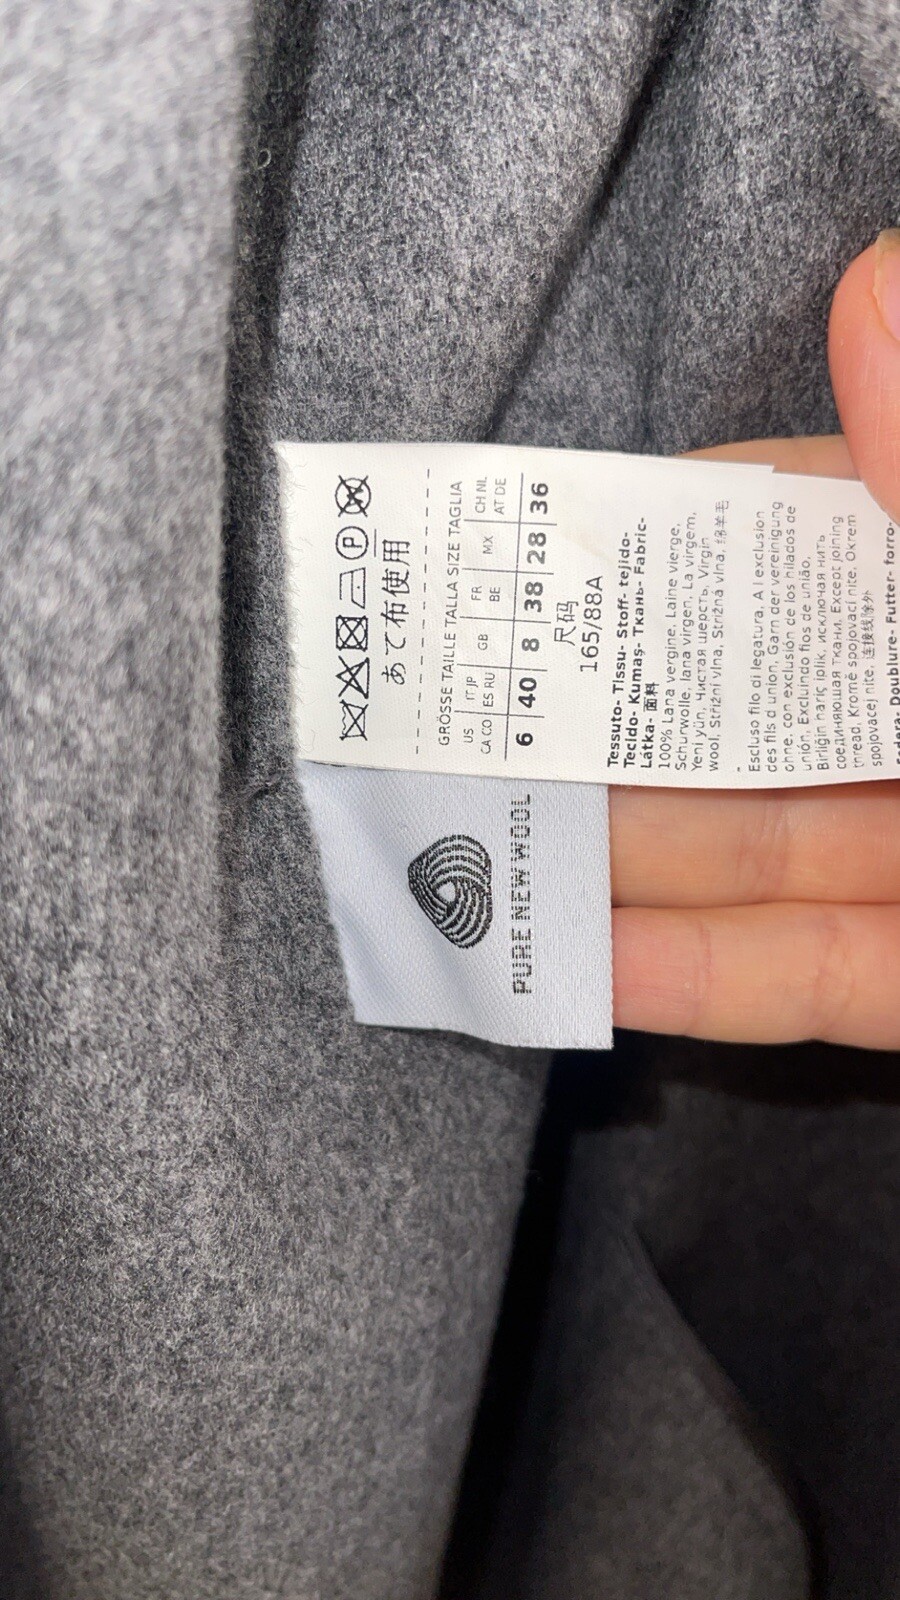 あて布使用
GRÖSSE TAILLE TALLA SIZE TAGLIA
US CA CO
IT JP ES RU
GB
FR BE
MX
CH NL AT DE
6 40 8 38 28 36
尺码
165/88A
Tessuto- Tissu- Stoff- tejido-
Tecido- Kumaş- Ткань- Fabric-
Látka- 面料
100% Lana vergine, Laine vierge,
Schurwolle, lana virgen, La virgem,
Yeni yün, Чистая шерсть, Virgin
wool, Střižní vlna, Strižná vlna, 绵羊毛
-
Escluso filo di legatura, A l exclusion
des fils d union, Garn der vereinigung
ohne, con exclusión de los hilados de
unión, Excluindo fios de união,
Birliğin hariç iplik, исключая нить
соединяющая ткани, Except joining
thread, Kromě spojovací nite, Okrem
spojovacej nite, 连接线除外
Fodera- Doublure- Futter- forro-
PURE NEW WOOL